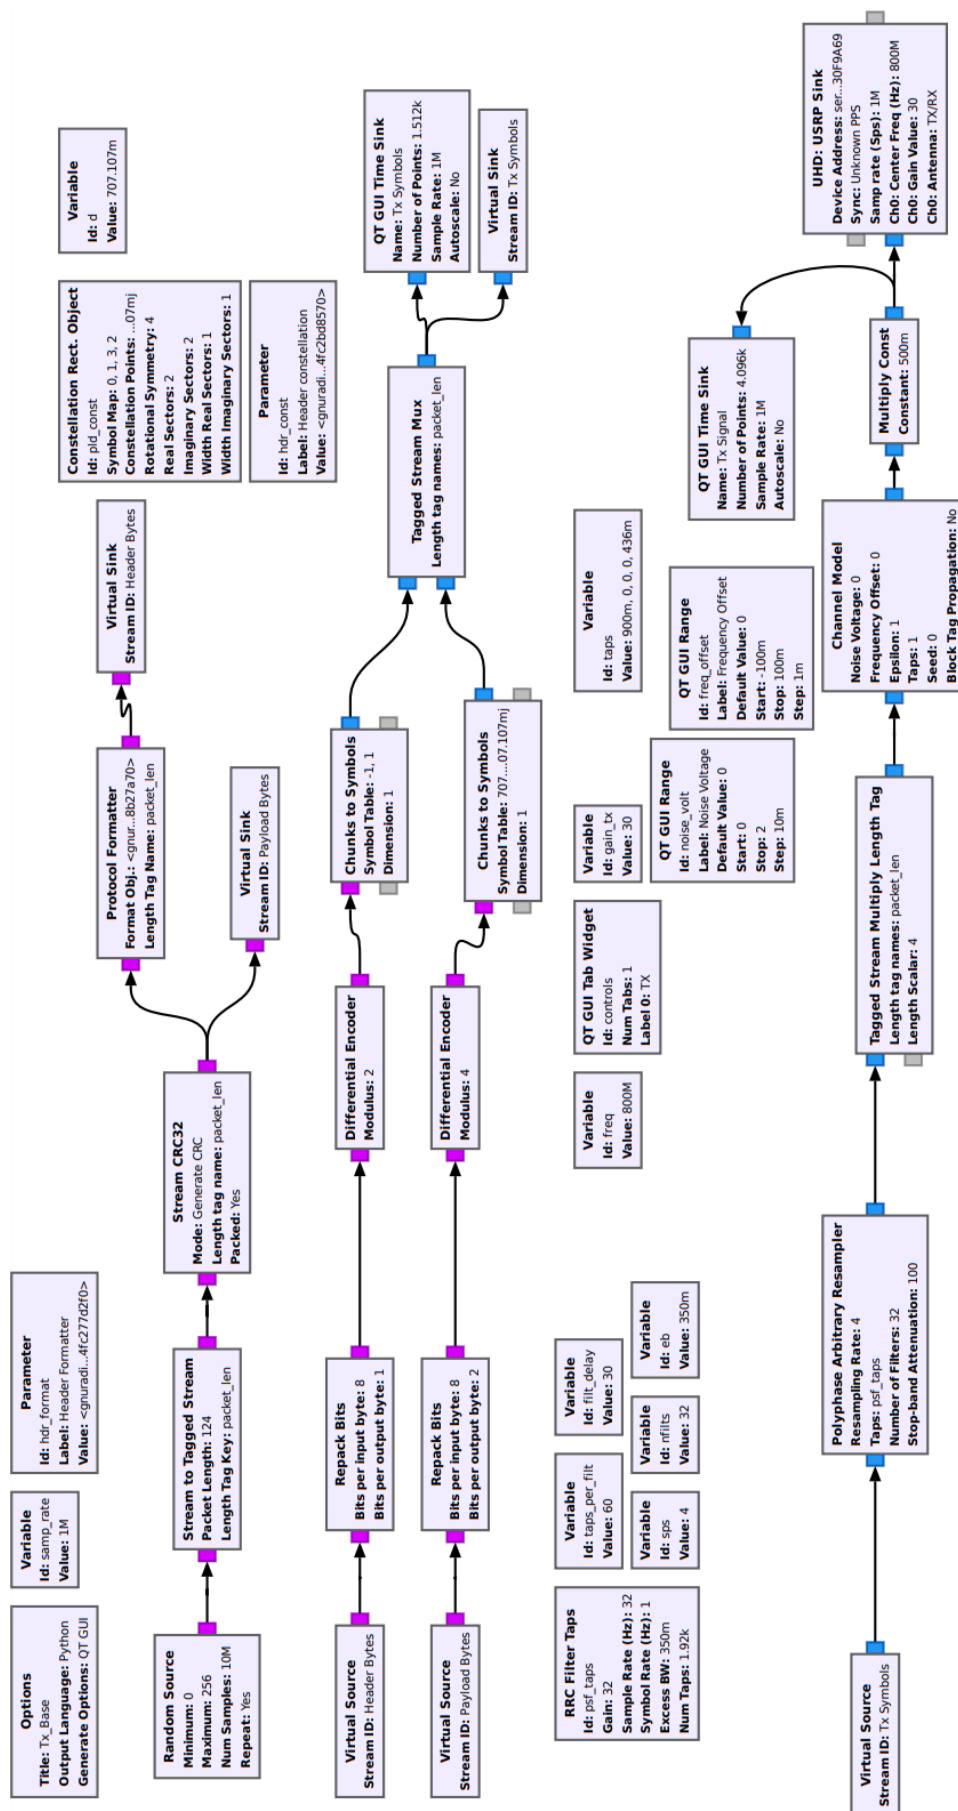 Options
Title: Tx_Base
Output Language: Python
Generate Options: QT GUI
Variable
Id: samp_rate
Value: 1M
Parameter
Id: hdr_format
Label: Header Formatter
Value: <gnuradi...4fc277d2f0>
Constellation Rect. Object
Id: pld_const
Symbol Map: 0, 1, 3, 2
Constellation Points: ...07mj
Rotational Symmetry: 4
Real Sectors: 2
Imaginary Sectors: 2
Width Real Sectors: 1
Width Imaginary Sectors: 1
Variable
Id: d
Value: 707.107m
Parameter
Id: hdr_const
Label: Header constellation
Value: <gnuradi...4fc2bd8570>
Random Source
Minimum: 0
Maximum: 256
Num Samples: 10M
Repeat: Yes
Stream to Tagged Stream
Packet Length: 124
Length Tag Key: packet_len
Stream CRC32
Mode: Generate CRC
Length tag name: packet_len
Packed: Yes
Protocol Formatter
Format Obj.: <gnur...8b27a70>
Length Tag Name: packet_len
Virtual Sink
Stream ID: Header Bytes
Virtual Sink
Stream ID: Payload Bytes
Virtual Source
Stream ID: Header Bytes
Repack Bits
Bits per input byte: 8
Bits per output byte: 1
Differential Encoder
Modulus: 2
Chunks to Symbols
Symbol Table: -1, 1
Dimension: 1
Virtual Source
Stream ID: Payload Bytes
Repack Bits
Bits per input byte: 8
Bits per output byte: 2
Differential Encoder
Modulus: 4
Chunks to Symbols
Symbol Table: 707....07.107mj
Dimension: 1
Tagged Stream Mux
Length tag names: packet_len
QT GUI Time Sink
Name: Tx Symbols
Number of Points: 1.512k
Sample Rate: 1M
Autoscale: No
Virtual Sink
Stream ID: Tx Symbols
RRC Filter Taps
Id: psf_taps
Gain: 32
Sample Rate (Hz): 32
Symbol Rate (Hz): 1
Excess BW: 350m
Num Taps: 1.92k
Variable
Id: taps_per_filt
Value: 60
Variable
Id: filt_delay
Value: 30
Variable
Id: sps
Value: 4
Variable
Id: nfilts
Value: 32
Variable
Id: eb
Value: 350m
Variable
Id: freq
Value: 800M
QT GUI Tab Widget
Id: controls
Num Tabs: 1
Label 0: TX
Variable
Id: gain_tx
Value: 30
Variable
Id: taps
Value: 900m, 0, 0, 0, 436m
QT GUI Range
Id: noise_volt
Label: Noise Voltage
Default Value: 0
Start: 0
Stop: 2
Step: 10m
QT GUI Range
Id: freq_offset
Label: Frequency Offset
Default Value: 0
Start: -100m
Stop: 100m
Step: 1m
QT GUI Time Sink
Name: Tx Signal
Number of Points: 4.096k
Sample Rate: 1M
Autoscale: No
Virtual Source
Stream ID: Tx Symbols
Polyphase Arbitrary Resampler
Resampling Rate: 4
Taps: psf_taps
Number of Filters: 32
Stop-band Attenuation: 100
Tagged Stream Multiply Length Tag
Length tag names: packet_len
Length Scalar: 4
Channel Model
Noise Voltage: 0
Frequency Offset: 0
Epsilon: 1
Taps: 1
Seed: 0
Block Tag Propagation: No
Multiply Const
Constant: 500m
UHD: USRP Sink
Device Address: ser...30F9A69
Sync: Unknown PPS
Samp rate (Sps): 1M
Ch0: Center Freq (Hz): 800M
Ch0: Gain Value: 30
Ch0: Antenna: TX/RX